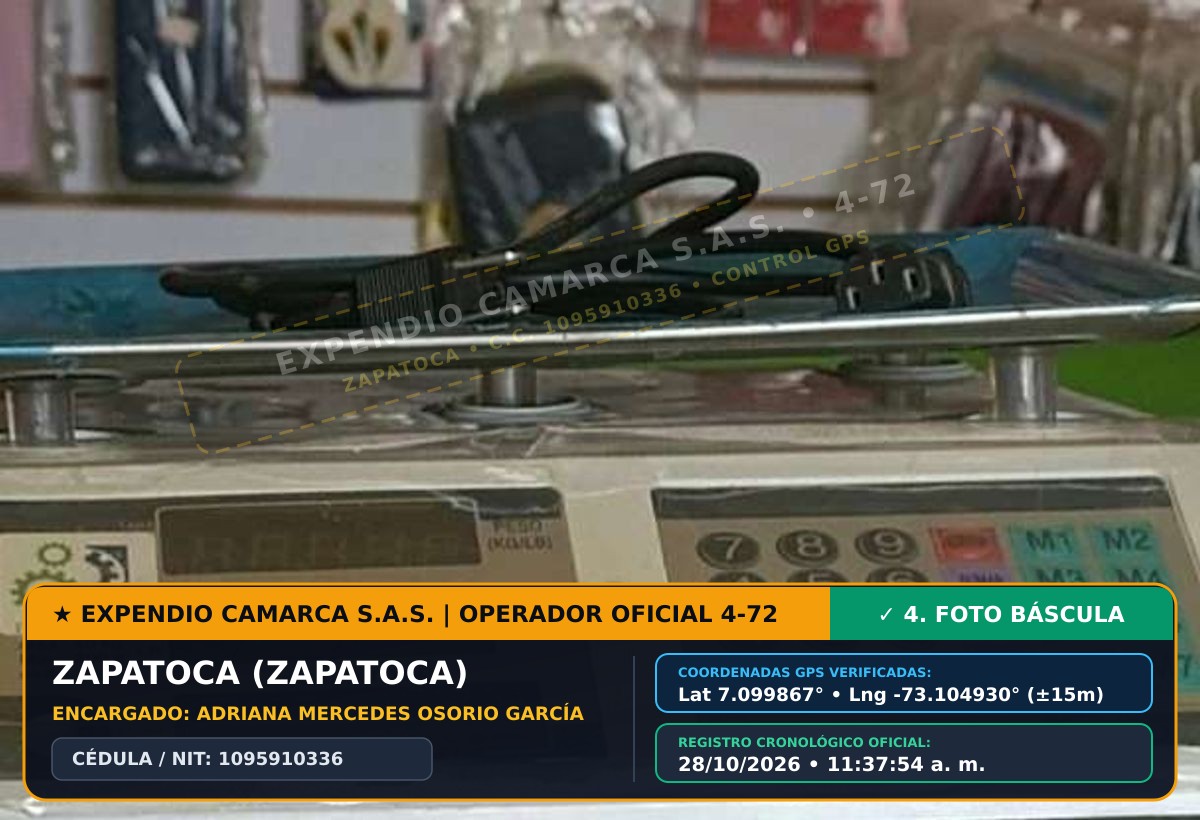 EXPENDIO CAMARCA S.A.S. • 4-72
ZAPATOCA • C.C. 1095910336 • CONTROL GPS
PESO
(KG/LB)
7 8 9 M1 M2
M3 M4
★ EXPENDIO CAMARCA S.A.S. | OPERADOR OFICIAL 4-72
✓ 4. FOTO BÁSCULA
ZAPATOCA (ZAPATOCA)
ENCARGADO: ADRIANA MERCEDES OSORIO GARCÍA
CÉDULA / NIT: 1095910336
COORDENADAS GPS VERIFICADAS:
Lat 7.099867° • Lng -73.104930° (±15m)
REGISTRO CRONOLÓGICO OFICIAL:
28/10/2026 • 11:37:54 a. m.